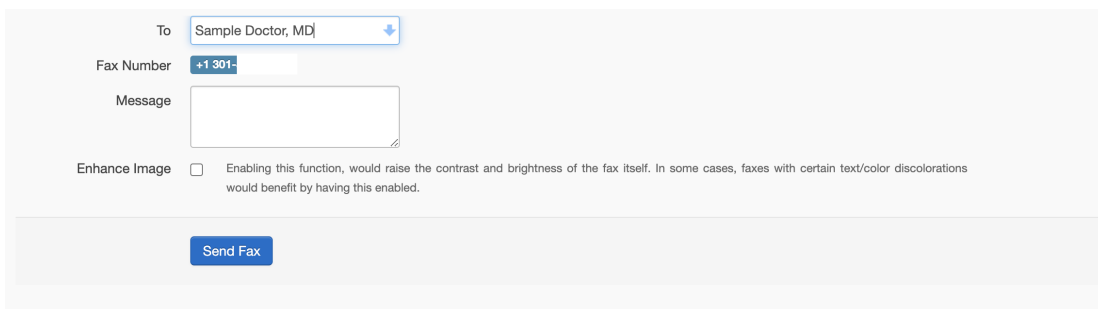 To Sample Doctor, MD
Fax Number +1 301-
Message
Enhance Image Enabling this function, would raise the contrast and brightness of the fax itself. In some cases, faxes with certain text/color discolorations
would benefit by having this enabled.
Send Fax